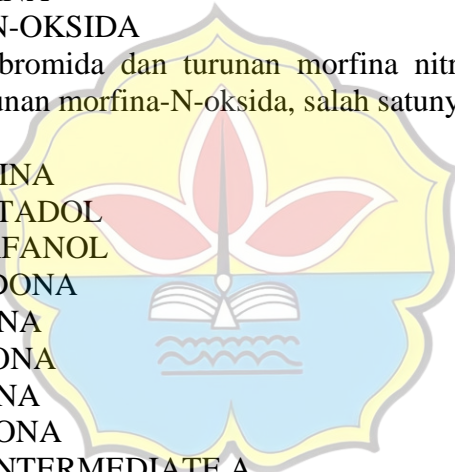 N-OKSIDA
bromida dan turunan morfina nitr
unan morfina-N-oksida, salah satuny
INA
TADOL
FANOL
DONA
NA
ONA
NA
ONA
NTERMEDIATE A